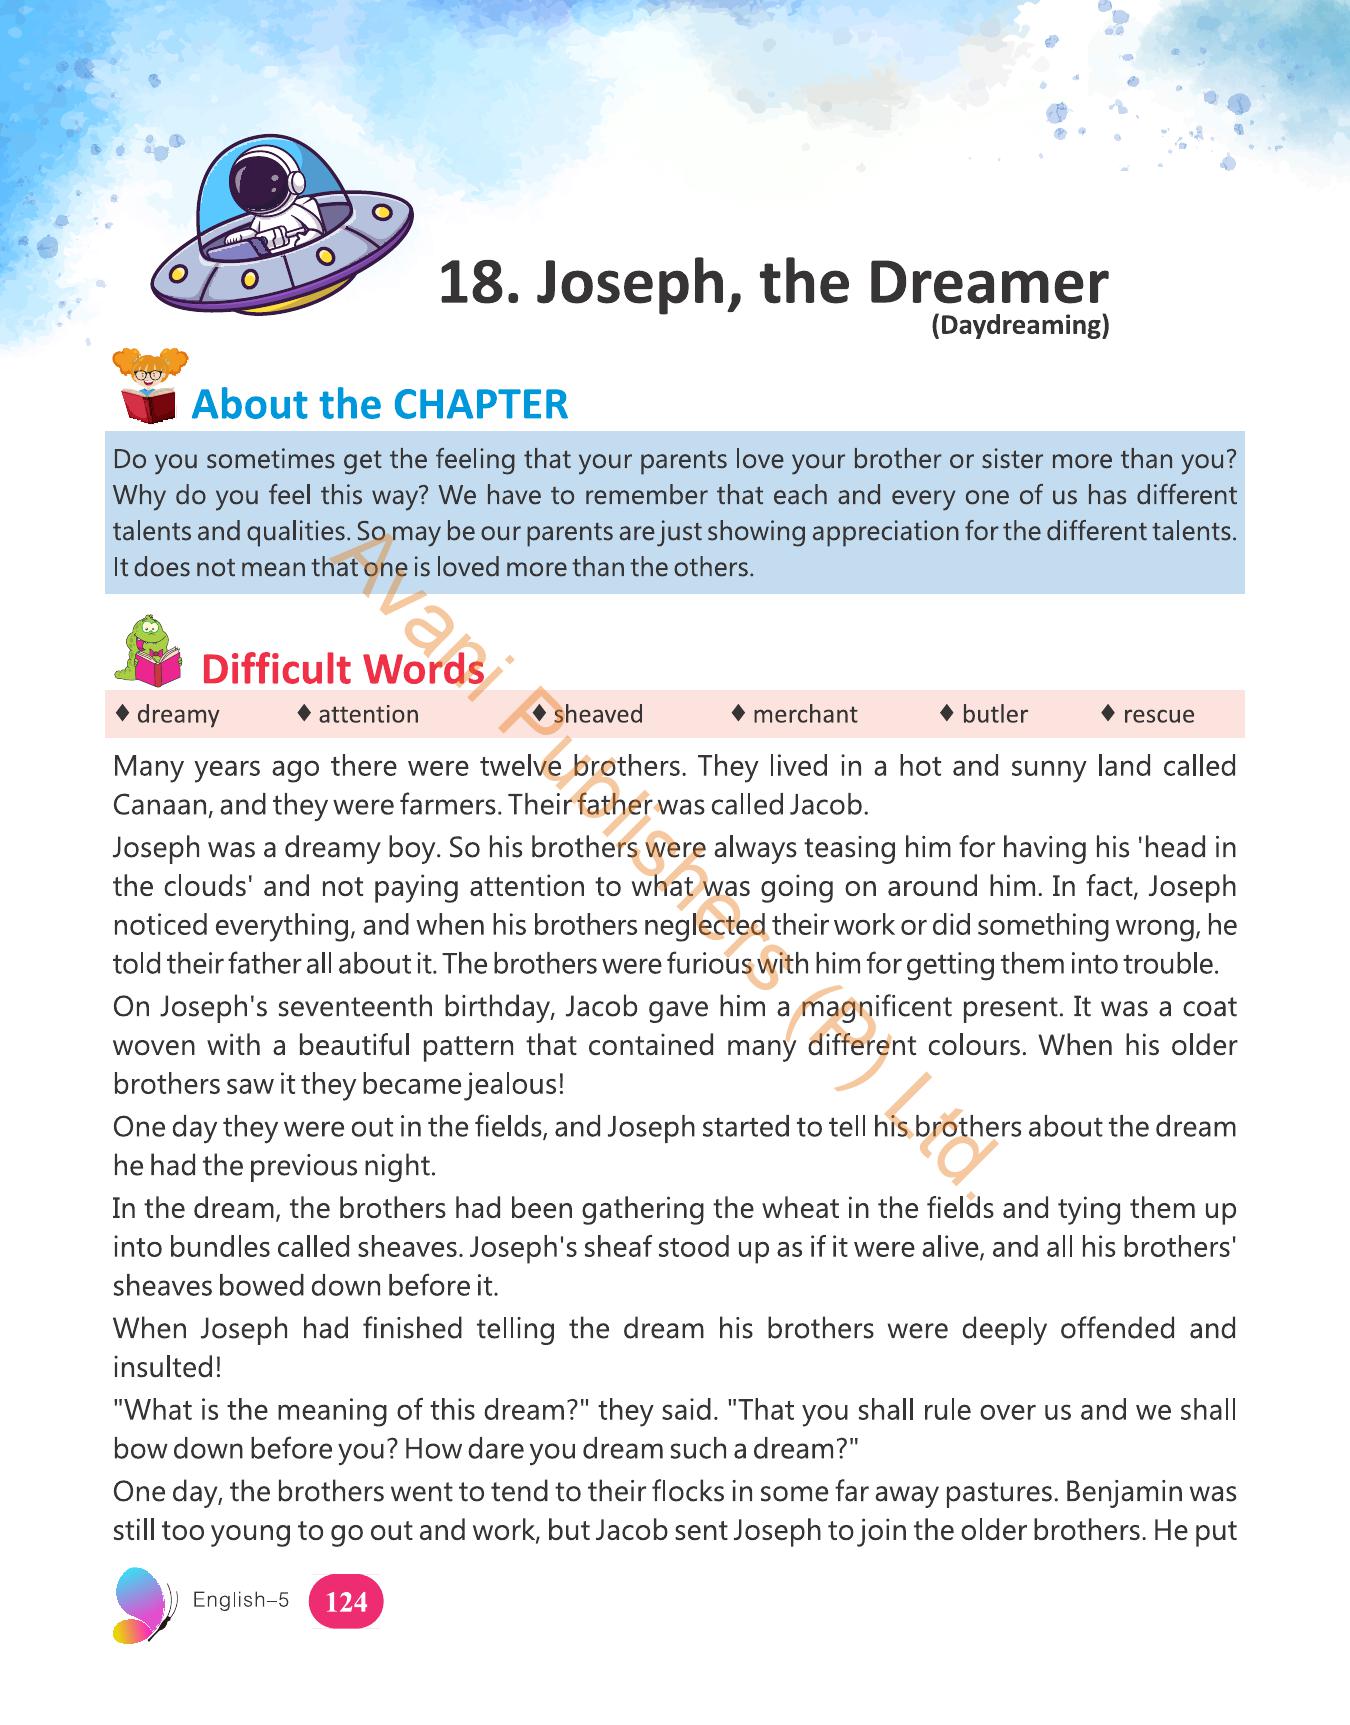 18. Joseph, the Dreamer
(Daydreaming)
About the CHAPTER
Do you sometimes get the feeling that your parents love your brother or sister more than you?
Why do you feel this way? We have to remember that each and every one of us has different
talents and qualities. So may be our parents are just showing appreciation for the different talents.
It does not mean that one is loved more than the others.
Difficult Words
♦ dreamy ♦ attention ♦ sheaved ♦ merchant ♦ butler ♦ rescue
Many years ago there were twelve brothers. They lived in a hot and sunny land called
Canaan, and they were farmers. Their father was called Jacob.
Joseph was a dreamy boy. So his brothers were always teasing him for having his 'head in
the clouds' and not paying attention to what was going on around him. In fact, Joseph
noticed everything, and when his brothers neglected their work or did something wrong, he
told their father all about it. The brothers were furious with him for getting them into trouble.
On Joseph's seventeenth birthday, Jacob gave him a magnificent present. It was a coat
woven with a beautiful pattern that contained many different colours. When his older
brothers saw it they became jealous!
One day they were out in the fields, and Joseph started to tell his brothers about the dream
he had the previous night.
In the dream, the brothers had been gathering the wheat in the fields and tying them up
into bundles called sheaves. Joseph's sheaf stood up as if it were alive, and all his brothers'
sheaves bowed down before it.
When Joseph had finished telling the dream his brothers were deeply offended and
insulted!
"What is the meaning of this dream?" they said. "That you shall rule over us and we shall
bow down before you? How dare you dream such a dream?"
One day, the brothers went to tend to their flocks in some far away pastures. Benjamin was
still too young to go out and work, but Jacob sent Joseph to join the older brothers. He put
English–5 124
Avani Publishers (P) Ltd.